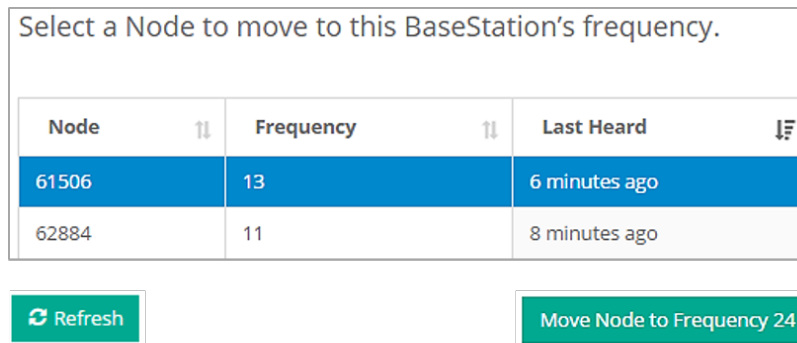 Select a Node to move to this BaseStation’s frequency.
Node Frequency Last Heard
61506 13 6 minutes ago
62884 11 8 minutes ago
Refresh Move Node to Frequency 24